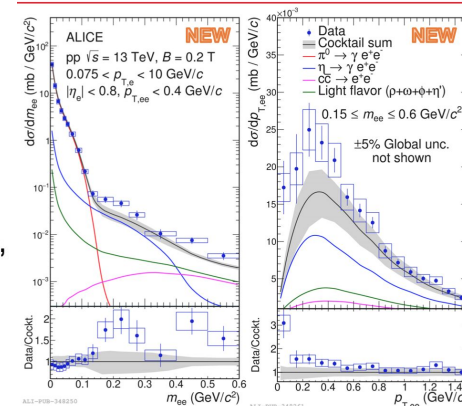 NEW
ALICE
pp √s = 13 TeV, B = 0.2 T
0.075 < p_T,e < 10 GeV/c
|η_e| < 0.8, p_T,ee < 0.4 GeV/c
dσ/dm_ee (mb / GeV/c²)
10
1
10⁻¹
10⁻²
10⁻³
Data/Cockt.
2
1.5
1
0 0.1 0.2 0.3 0.4 0.5 0.6
m_ee (GeV/c²)
ALI-PUB-348250
,
×10⁻³
NEW
Data
Cocktail sum
π⁰ → γ e⁺e⁻
η → γ e⁺e⁻
cc̄ → e⁺e⁻
Light flavor (ρ+ω+φ+η')
0.15 ≤ m_ee ≤ 0.6 GeV/c²
±5% Global unc.
not shown
dσ/dp_T,ee (mb / GeV/c)
40
35
30
25
20
15
10
5
Data/Cockt.
3
2
1
0 0.2 0.4 0.6 0.8 1 1.2 1.4
p_T,ee (GeV/c